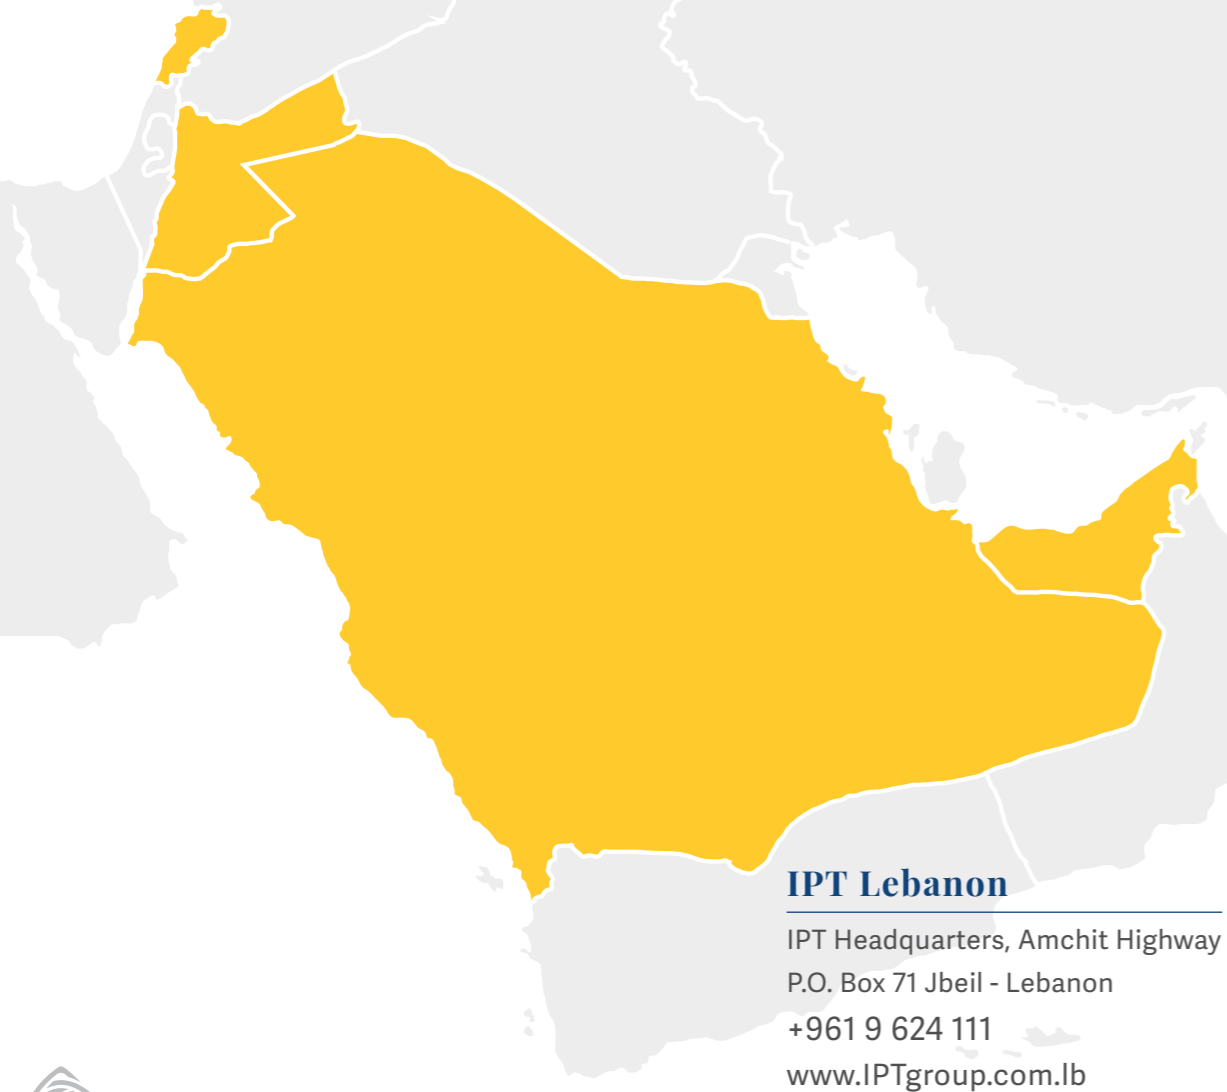 IPT Lebanon
IPT Headquarters, Amchit Highway
P.O. Box 71 Jbeil - Lebanon
+961 9 624 111
www.IPTgroup.com.lb